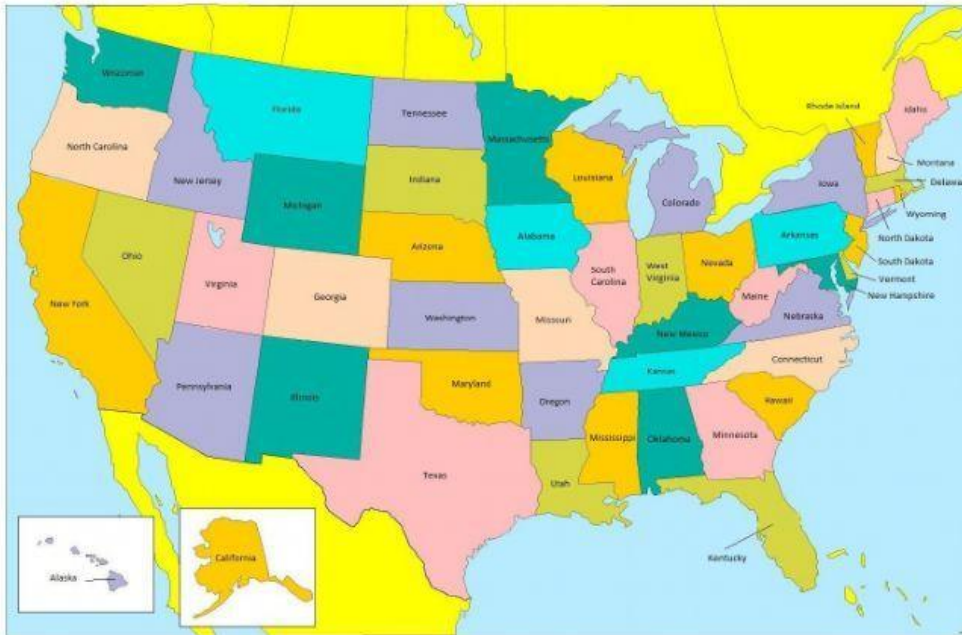 Wisconsin
Florida
Tennessee
Massachusetts
Rhode Island
Idaho
North Carolina
New Jersey
Michigan
Indiana
Louisiana
Colorado
Iowa
Montana
Delawa
Wyoming
North Dakota
South Dakota
Vermont
New Hampshire
New York
Ohio
Virginia
Georgia
Arizona
Alabama
South
Carolina
West
Virginia
Nevada
Arkensas
Maine
Nebraska
Washington
Missouri
New Mexico
Kansas
Connecticut
Pennsylvania
Illinois
Maryland
Oregon
Mississippi
Oklahoma
Minnesota
Hawaii
Texas
Utah
Kentucky
Alaska
California